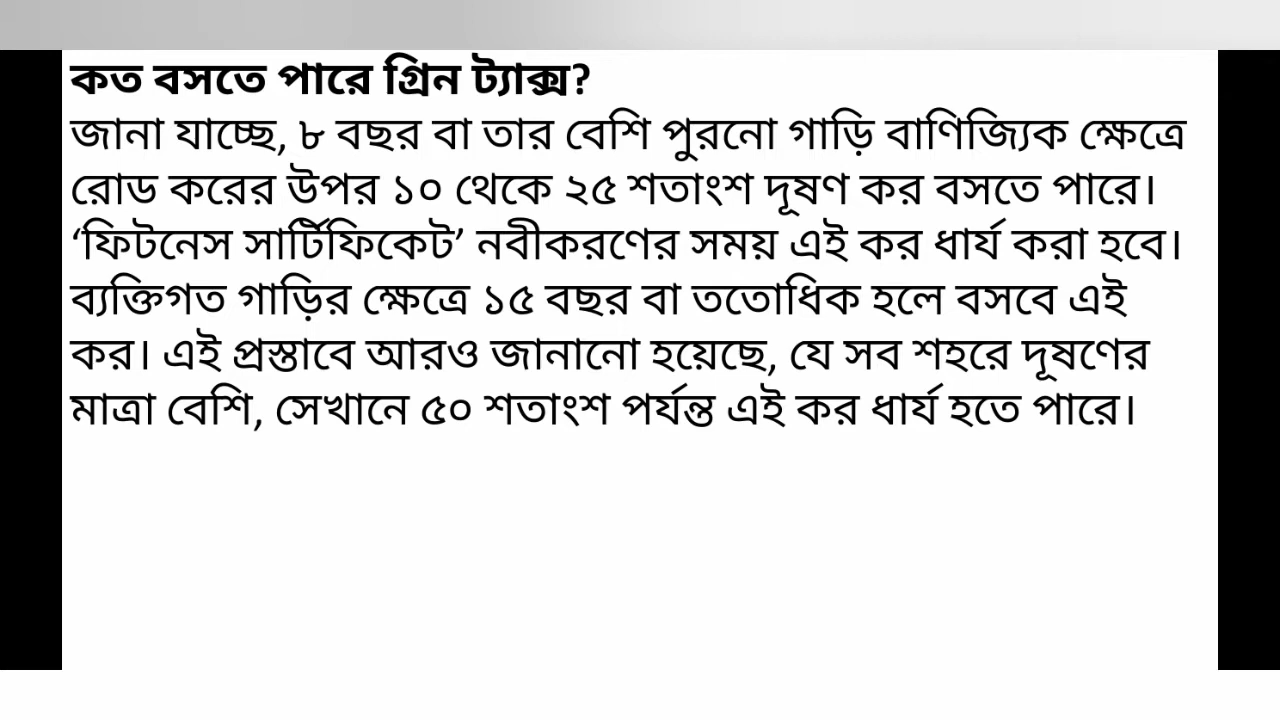 কত বসতে পারে গ্রিন ট্যাক্স?
জানা যাচ্ছে, ৮ বছর বা তার বেশি পুরনো গাড়ি বাণিজ্যিক ক্ষেত্রে
রোড করের উপর ১০ থেকে ২৫ শতাংশ দূষণ কর বসতে পারে।
‘ফিটনেস সার্টিফিকেট’ নবীকরণের সময় এই কর ধার্য করা হবে।
ব্যক্তিগত গাড়ির ক্ষেত্রে ১৫ বছর বা ততোধিক হলে বসবে এই
কর। এই প্রস্তাবে আরও জানানো হয়েছে, যে সব শহরে দূষণের
মাত্রা বেশি, সেখানে ৫০ শতাংশ পর্যন্ত এই কর ধার্য হতে পারে।